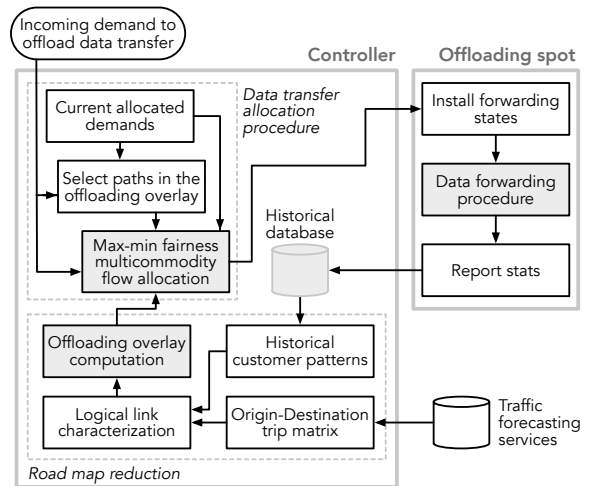 Incoming demand to
offload data transfer
Controller
Offloading spot
Current allocated
demands
Data transfer
allocation
procedure
Install forwarding
states
Select paths in the
offloading overlay
Data forwarding
procedure
Max-min fairness
multicommodity
flow allocation
Historical
database
Report stats
Offloading overlay
computation
Historical
customer patterns
Logical link
characterization
Origin-Destination
trip matrix
Traffic
forecasting
services
Road map reduction